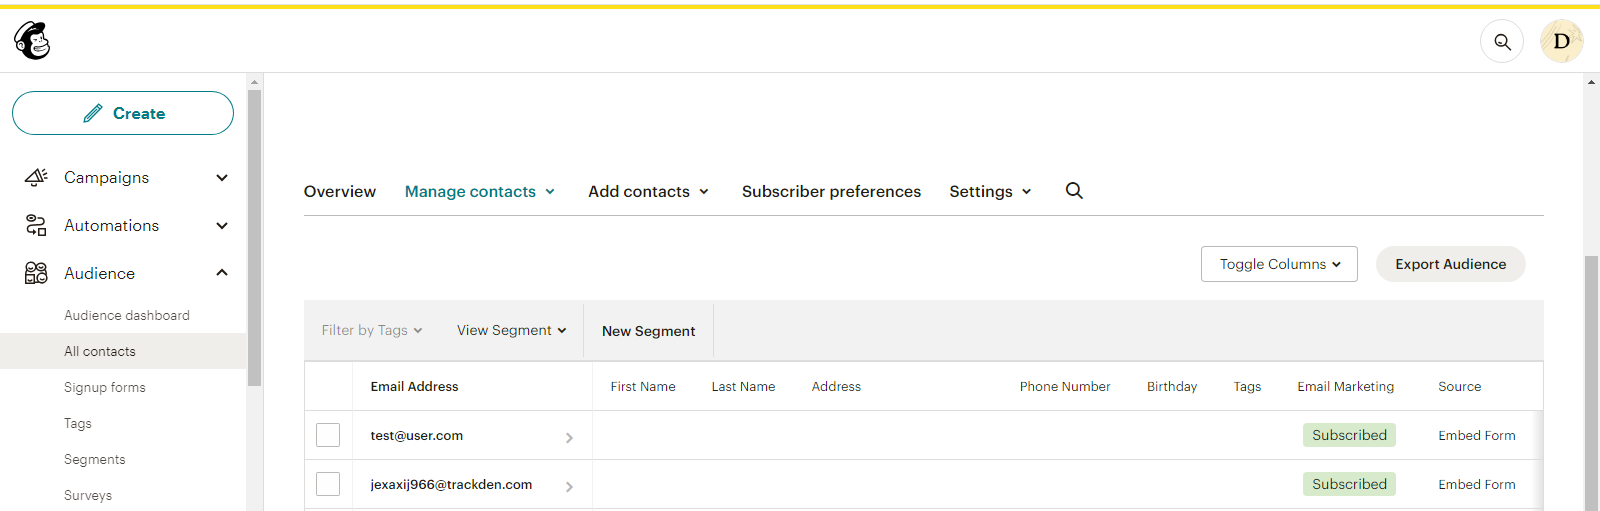 D
Create
Campaigns
Automations
Audience
Audience dashboard
All contacts
Signup forms
Tags
Segments
Surveys
Overview Manage contacts Add contacts Subscriber preferences Settings
Toggle Columns Export Audience
Filter by Tags View Segment New Segment
Email Address First Name Last Name Address Phone Number Birthday Tags Email Marketing Source
test@user.com Subscribed Embed Form
jexaxij966@trackden.com Subscribed Embed Form